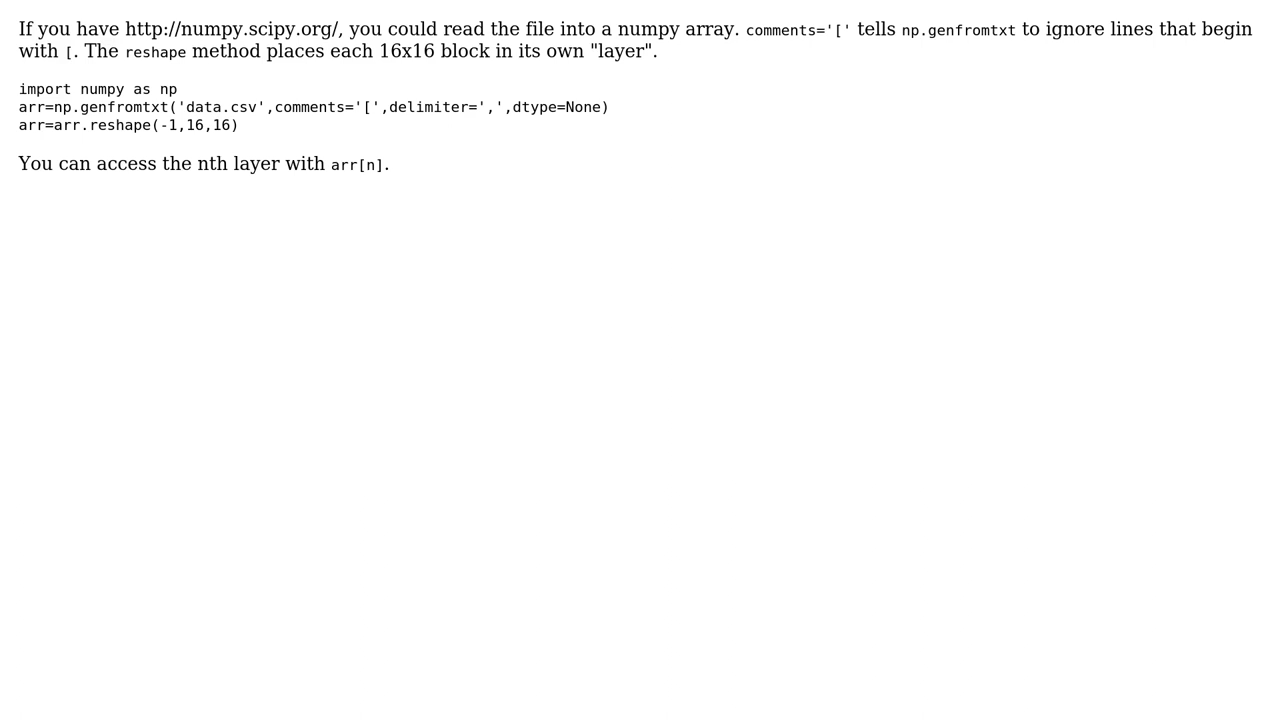 If you have http://numpy.scipy.org/, you could read the file into a numpy array. comments='[' tells np.genfromtxt to ignore lines that begin
with [. The reshape method places each 16x16 block in its own "layer".
import numpy as np
arr=np.genfromtxt('data.csv',comments='[',delimiter=',',dtype=None)
arr=arr.reshape(-1,16,16)
You can access the nth layer with arr[n].